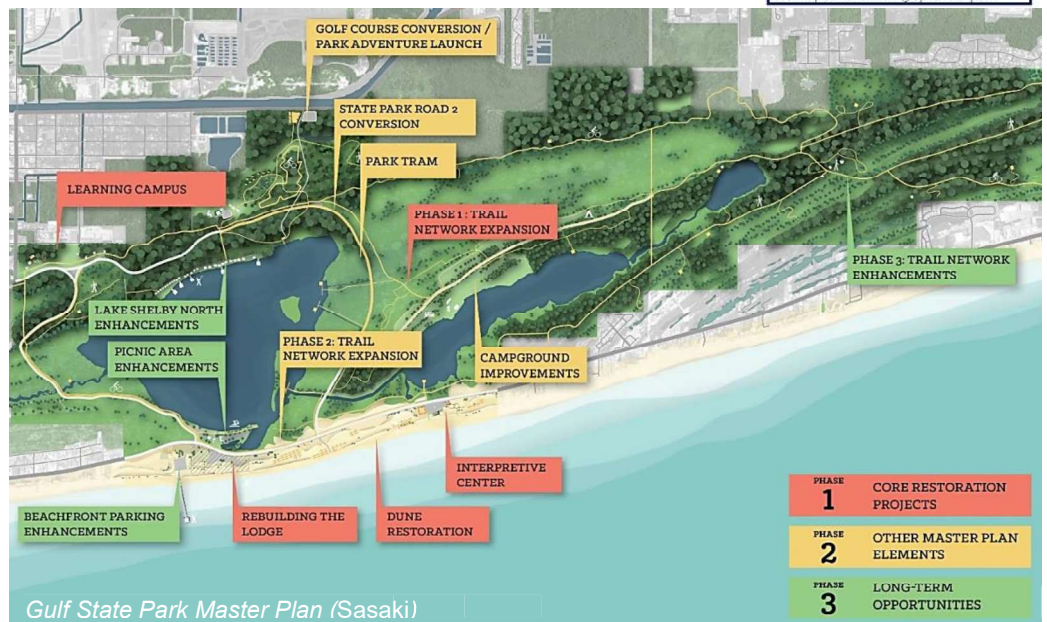 GOLF COURSE CONVERSION /
PARK ADVENTURE LAUNCH
STATE PARK ROAD 2
CONVERSION
PARK TRAM
LEARNING CAMPUS
PHASE 1 : TRAIL
NETWORK EXPANSION
PHASE 3: TRAIL NETWORK
ENHANCEMENTS
LAKE SHELBY NORTH
ENHANCEMENTS
PICNIC AREA
ENHANCEMENTS
PHASE 2: TRAIL
NETWORK EXPANSION
CAMPGROUND
IMPROVEMENTS
INTERPRETIVE
CENTER
BEACHFRONT PARKING
ENHANCEMENTS
REBUILDING THE
LODGE
DUNE
RESTORATION
PHASE
1
CORE RESTORATION
PROJECTS
PHASE
2
OTHER MASTER PLAN
ELEMENTS
PHASE
3
LONG-TERM
OPPORTUNITIES
Gulf State Park Master Plan (Sasaki)